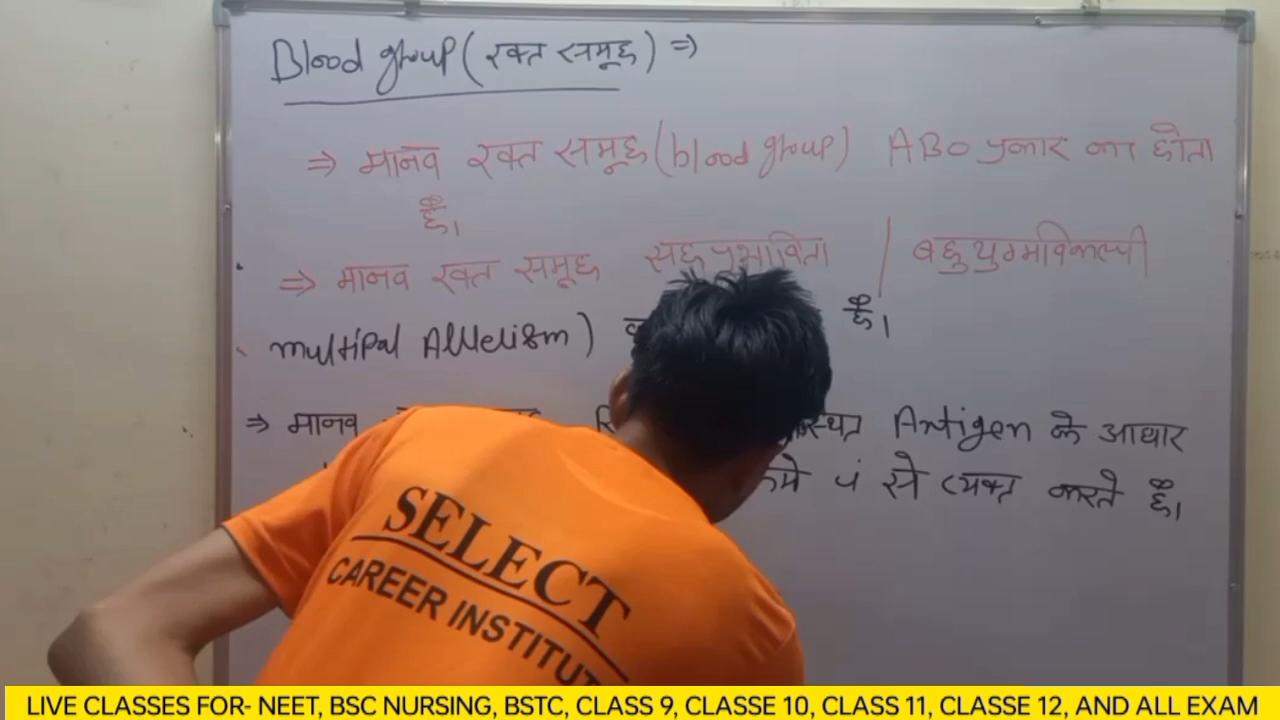 Blood group (रक्त समूह) ⇒
⇒ मानव रक्त समूह (blood group) ABO प्रकार का होता
है।
⇒ मानव रक्त समूह सहप्रभाविता / बहुयुग्मविकल्पी
multipal Allelism) है।
⇒ मानव Antigen के आधार
पं से व्यक्त करते है।
SELECT
CAREER INSTITUT
LIVE CLASSES FOR- NEET, BSC NURSING, BSTC, CLASS 9, CLASSE 10, CLASS 11, CLASSE 12, AND ALL EXAM